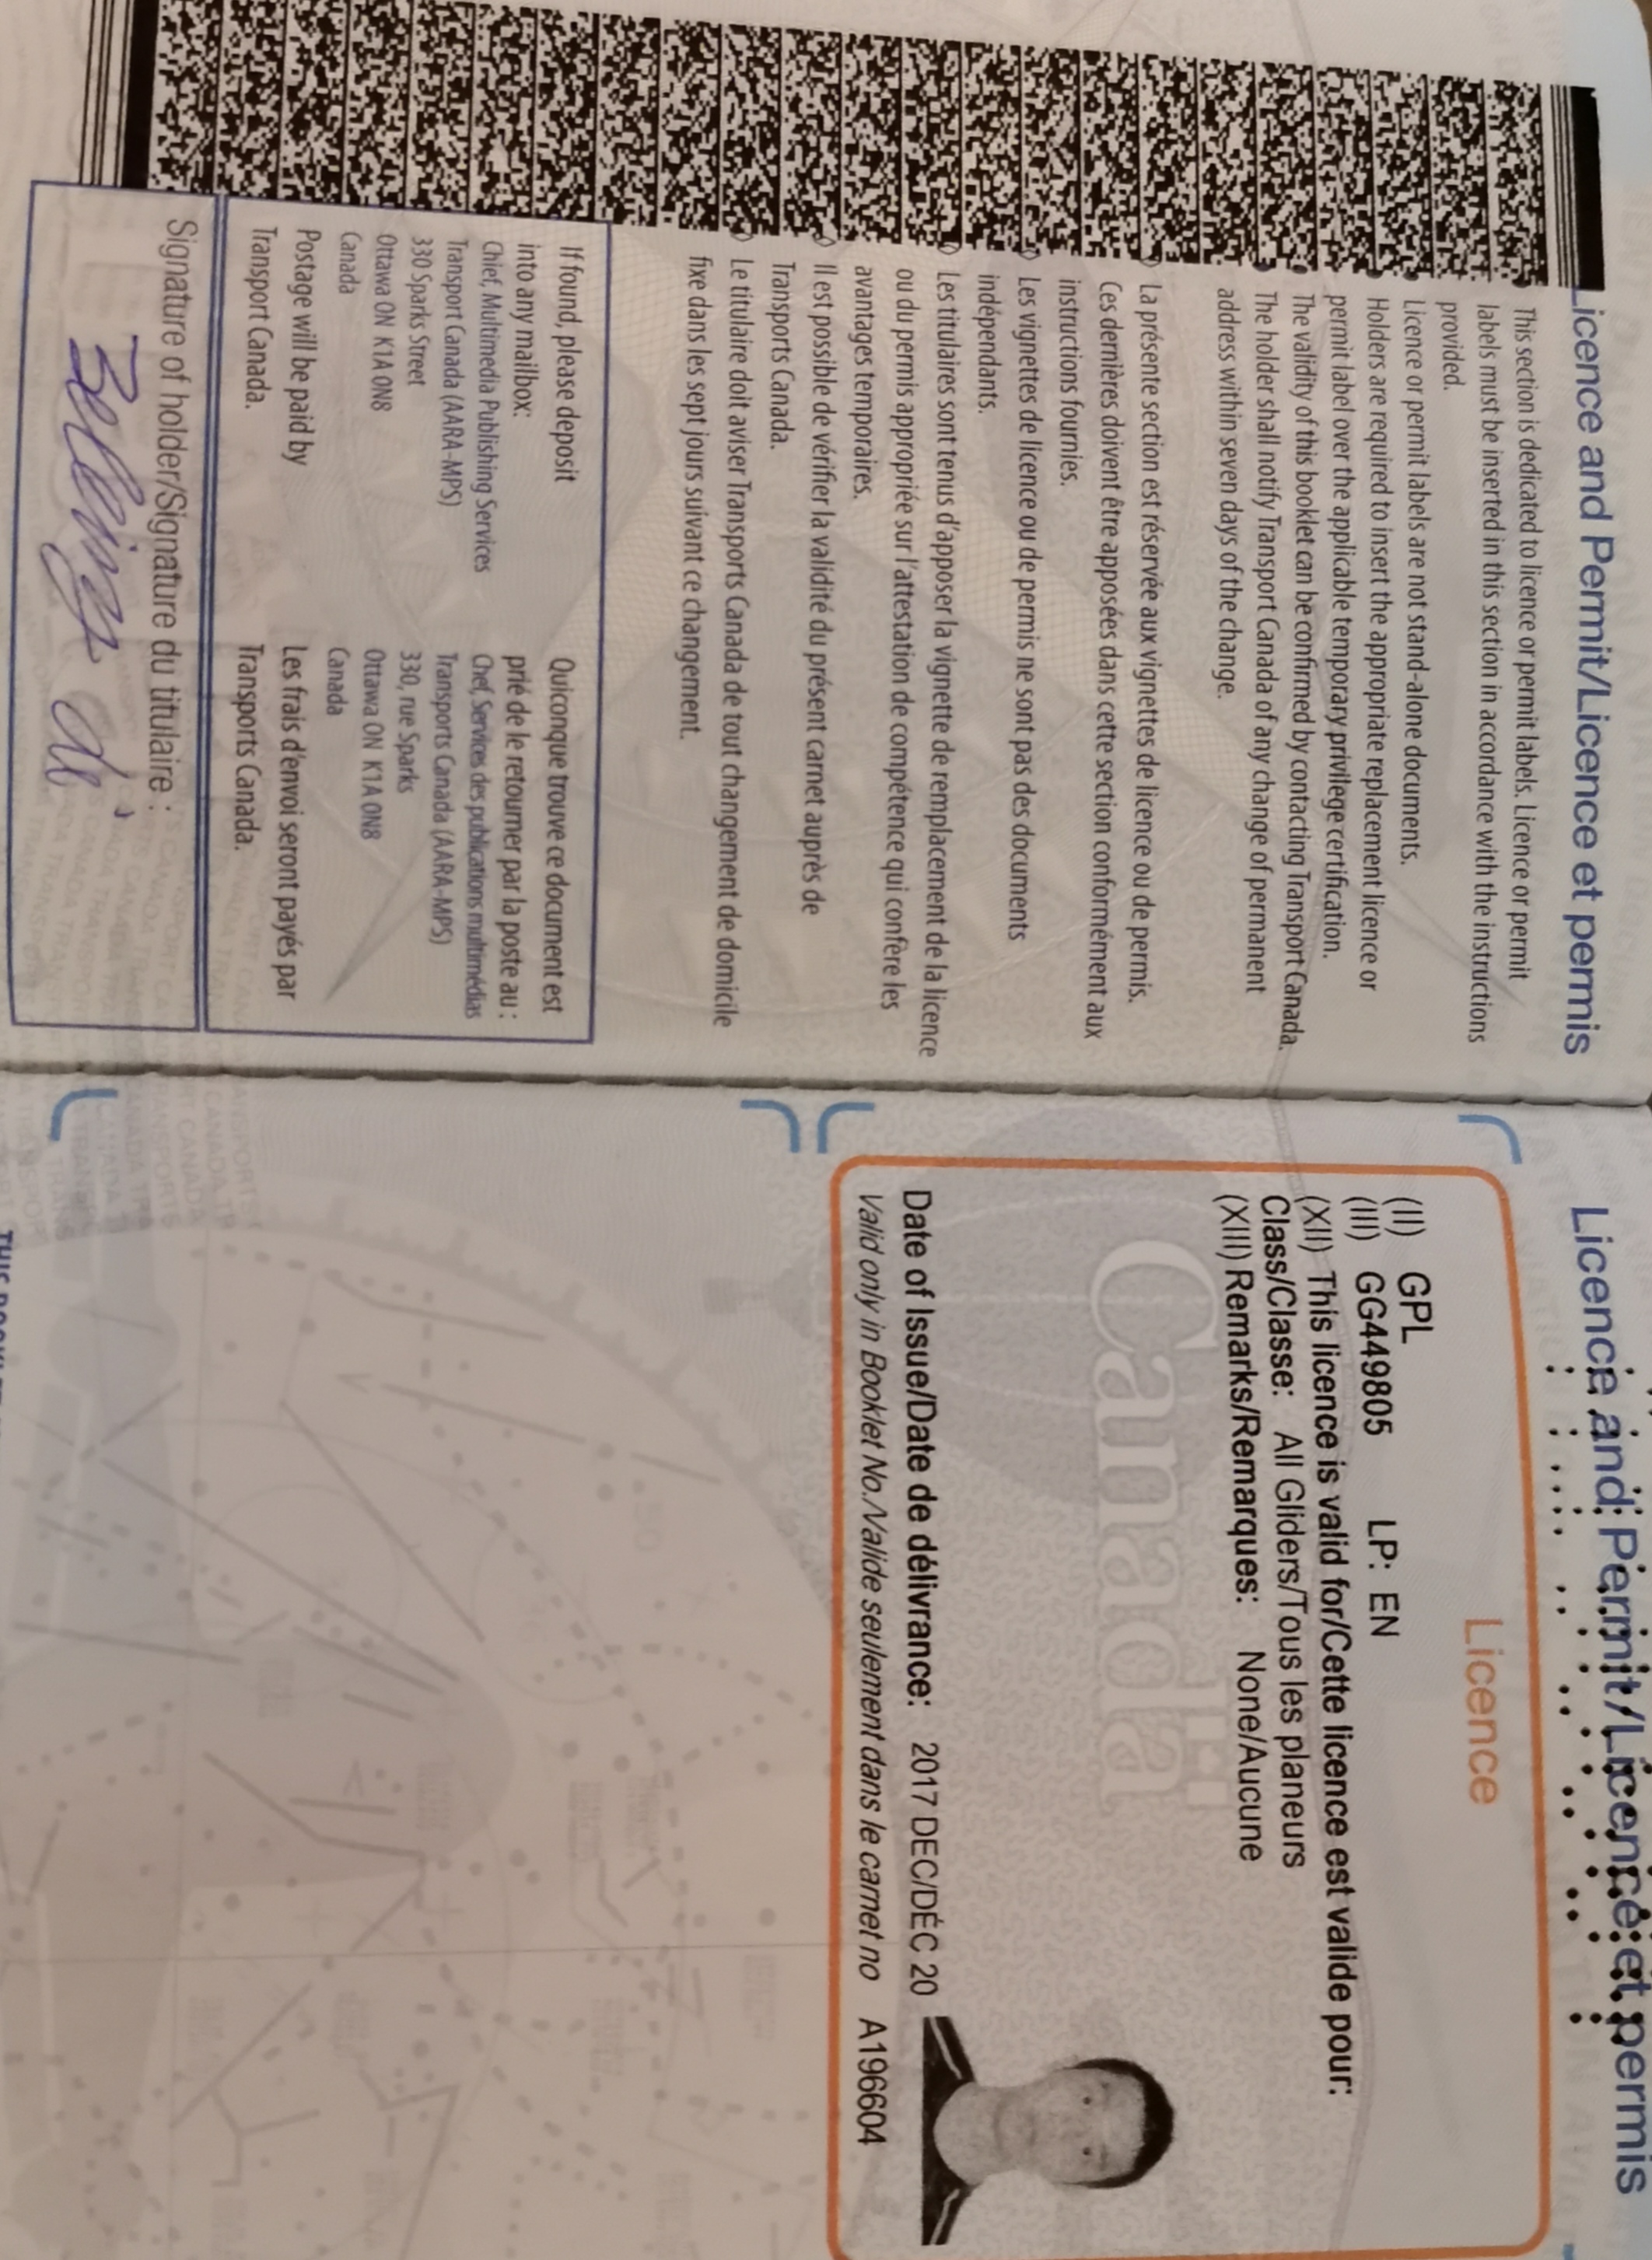 Licence and Permit/Licence et permis
This section is dedicated to licence or permit labels. Licence or permit
labels must be inserted in this section in accordance with the instructions
provided.
Licence or permit labels are not stand-alone documents.
Holders are required to insert the appropriate replacement licence or
permit label over the applicable temporary privilege certification.
The validity of this booklet can be confirmed by contacting Transport Canada.
The holder shall notify Transport Canada of any change of permanent
address within seven days of the change.
La présente section est réservée aux vignettes de licence ou de permis.
Ces dernières doivent être apposées dans cette section conformément aux
instructions fournies.
Les vignettes de licence ou de permis ne sont pas des documents
indépendants.
Les titulaires sont tenus d'apposer la vignette de remplacement de la licence
ou du permis appropriée sur l'attestation de compétence qui confère les
avantages temporaires.
Il est possible de vérifier la validité du présent carnet auprès de
Transports Canada.
Le titulaire doit aviser Transports Canada de tout changement de domicile
fixe dans les sept jours suivant ce changement.
If found, please deposit
into any mailbox:
Chief, Multimedia Publishing Services
Transport Canada (AARA-MPS)
330 Sparks Street
Ottawa ON K1A 0N8
Canada
Postage will be paid by
Transport Canada.
Quiconque trouve ce document est
prié de le retourner par la poste au :
Chef, Services des publications multimédias
Transports Canada (AARA-MPS)
330, rue Sparks
Ottawa ON K1A 0N8
Canada
Les frais d'envoi seront payés par
Transports Canada.
Signature of holder/Signature du titulaire :
Licence and Permit/Licence et permis
Licence
(II) GPL
(III) GG449805 LP: EN
(XII) This licence is valid for/Cette licence est valide pour:
Class/Classe: All Gliders/Tous les planeurs
(XIII) Remarks/Remarques: None/Aucune
Canada
Date of Issue/Date de délivrance: 2017 DEC/DÉC 20
Valid only in Booklet No./Valide seulement dans le carnet no A196604